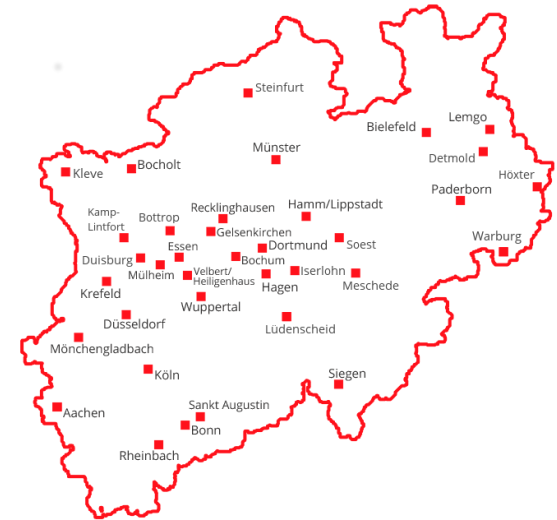 Steinfurt
Lemgo
Bielefeld
Münster
Detmold
Bocholt
Kleve
Höxter
Paderborn
Hamm/Lippstadt
Recklinghausen
Kamp-
Lintfort
Bottrop
Gelsenkirchen
Warburg
Soest
Dortmund
Essen
Bochum
Duisburg
Mülheim
Velbert/
Heiligenhaus
Iserlohn
Hagen
Meschede
Krefeld
Wuppertal
Düsseldorf
Lüdenscheid
Mönchengladbach
Köln
Siegen
Sankt Augustin
Aachen
Bonn
Rheinbach